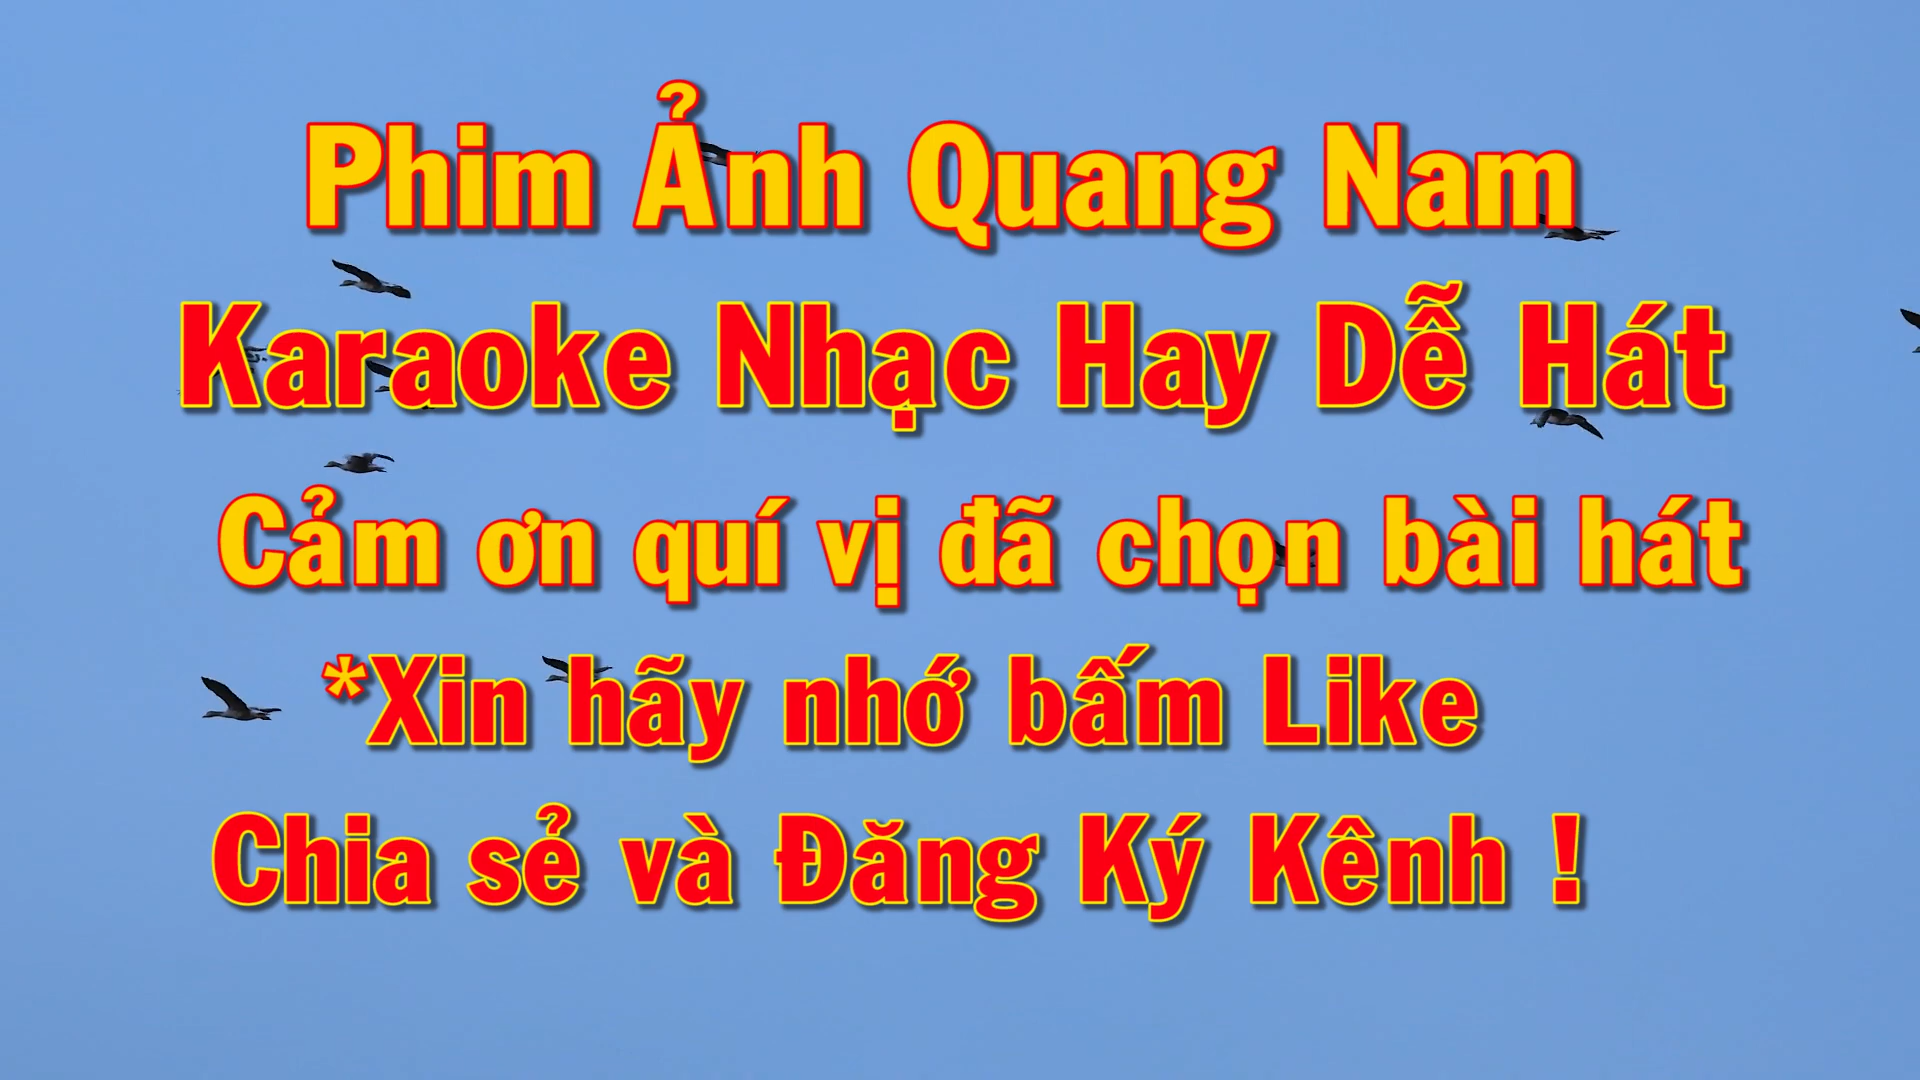 Phim Ảnh Quang Nam
Karaoke Nhạc Hay Dễ Hát
Cảm ơn quí vị đã chọn bài hát
*Xin hãy nhớ bấm Like
Chia sẻ và Đăng Ký Kênh !